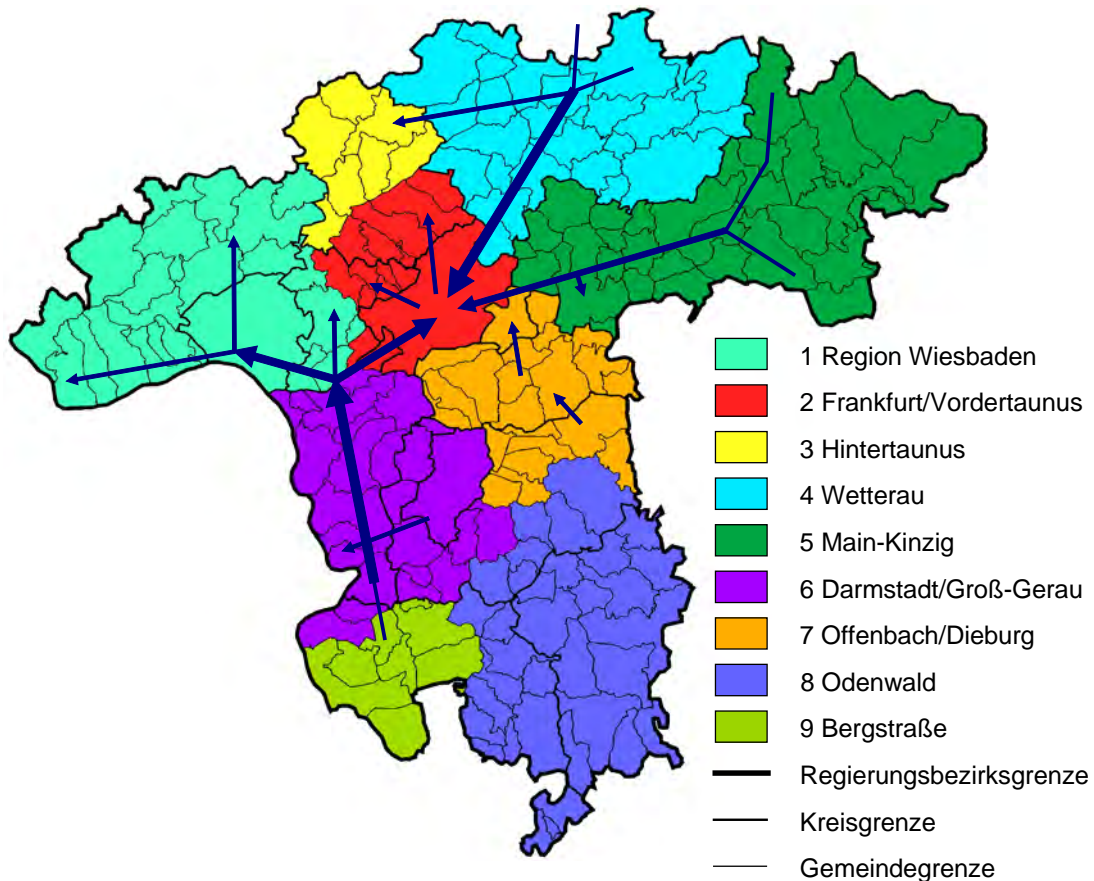 1 Region Wiesbaden
2 Frankfurt/Vordertaunus
3 Hintertaunus
4 Wetterau
5 Main-Kinzig
6 Darmstadt/Groß-Gerau
7 Offenbach/Dieburg
8 Odenwald
9 Bergstraße
Regierungsbezirksgrenze
Kreisgrenze
Gemeindegrenze